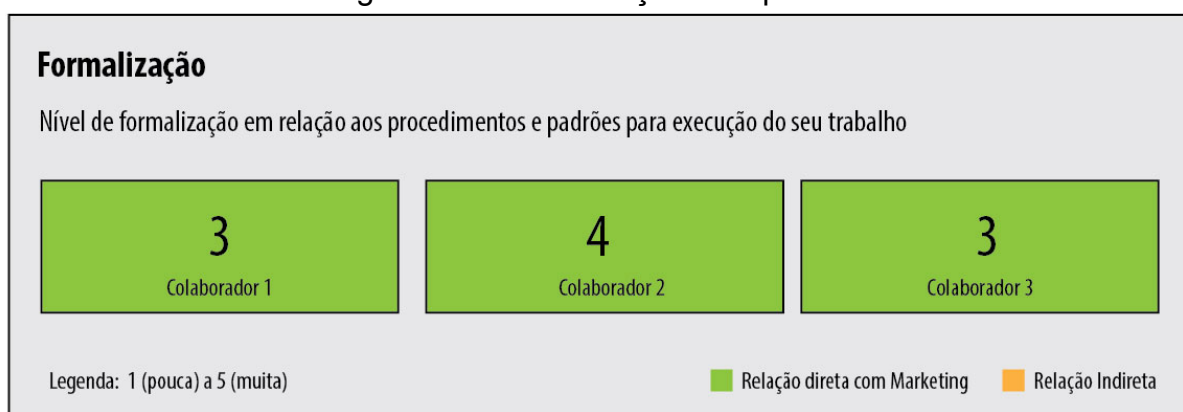 Formalização
Nível de formalização em relação aos procedimentos e padrões para execução do seu trabalho
3
Colaborador 1
4
Colaborador 2
3
Colaborador 3
Legenda: 1 (pouca) a 5 (muita)
Relação direta com Marketing
Relação Indireta